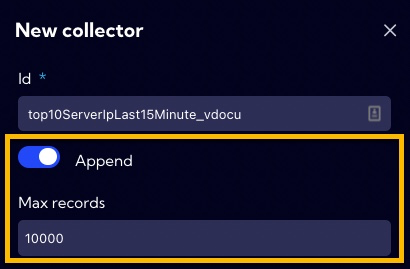 New collector
Id *
top10ServerIpLast15Minute_vdocu
Append
Max records
10000